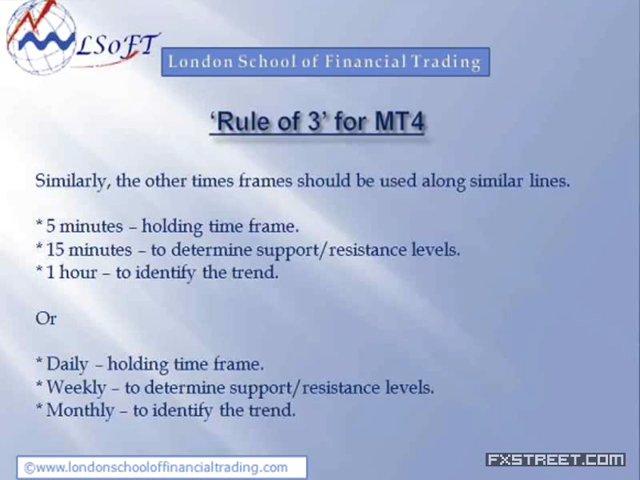 LSoFT
London School of Financial Trading
‘Rule of 3’ for MT4
Similarly, the other times frames should be used along similar lines.
* 5 minutes – holding time frame.
* 15 minutes – to determine support/resistance levels.
* 1 hour – to identify the trend.
Or
* Daily – holding time frame.
* Weekly – to determine support/resistance levels.
* Monthly – to identify the trend.
©www.londonschooloffinancialtrading.com
FXSTREET.COM